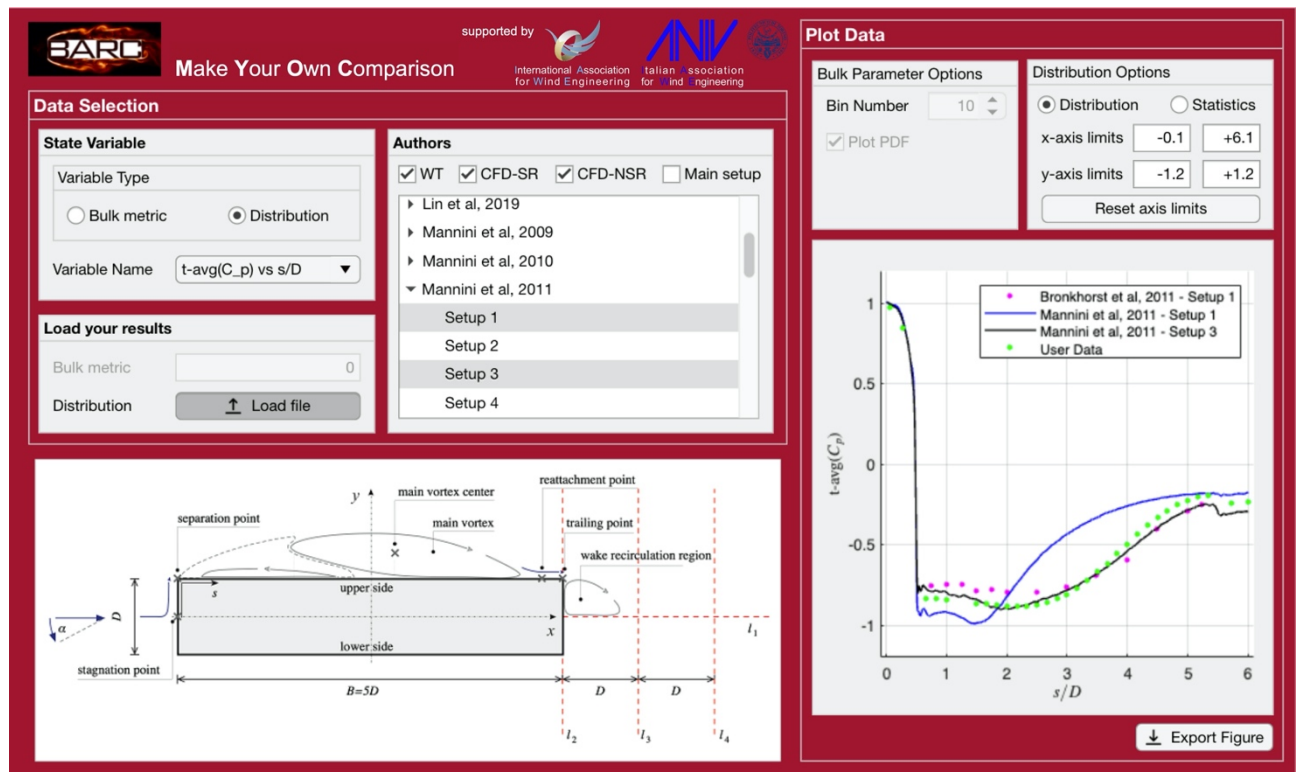 BARC
Make Your Own Comparison
supported by
International Association
for Wind Engineering
ANIV
Italian Association
for Wind Engineering
Data Selection
State Variable
Variable Type
Bulk metric
Distribution
Variable Name
t-avg(C_p) vs s/D
Load your results
Bulk metric
0
Distribution
Load file
Authors
WT
CFD-SR
CFD-NSR
Main setup
Lin et al, 2019
Mannini et al, 2009
Mannini et al, 2010
Mannini et al, 2011
Setup 1
Setup 2
Setup 3
Setup 4
separation point
y
main vortex center
main vortex
reattachment point
trailing point
wake recirculation region
s
upper side
D
α
x
l1
lower side
stagnation point
B=5D
D
D
l2
l3
l4
Plot Data
Bulk Parameter Options
Bin Number
10
Plot PDF
Distribution Options
Distribution
Statistics
x-axis limits
-0.1
+6.1
y-axis limits
-1.2
+1.2
Reset axis limits
Bronkhorst et al, 2011 - Setup 1
Mannini et al, 2011 - Setup 1
Mannini et al, 2011 - Setup 3
User Data
t-avg(Cp)
1
0.5
0
-0.5
-1
0 1 2 3 4 5 6
s/D
Export Figure